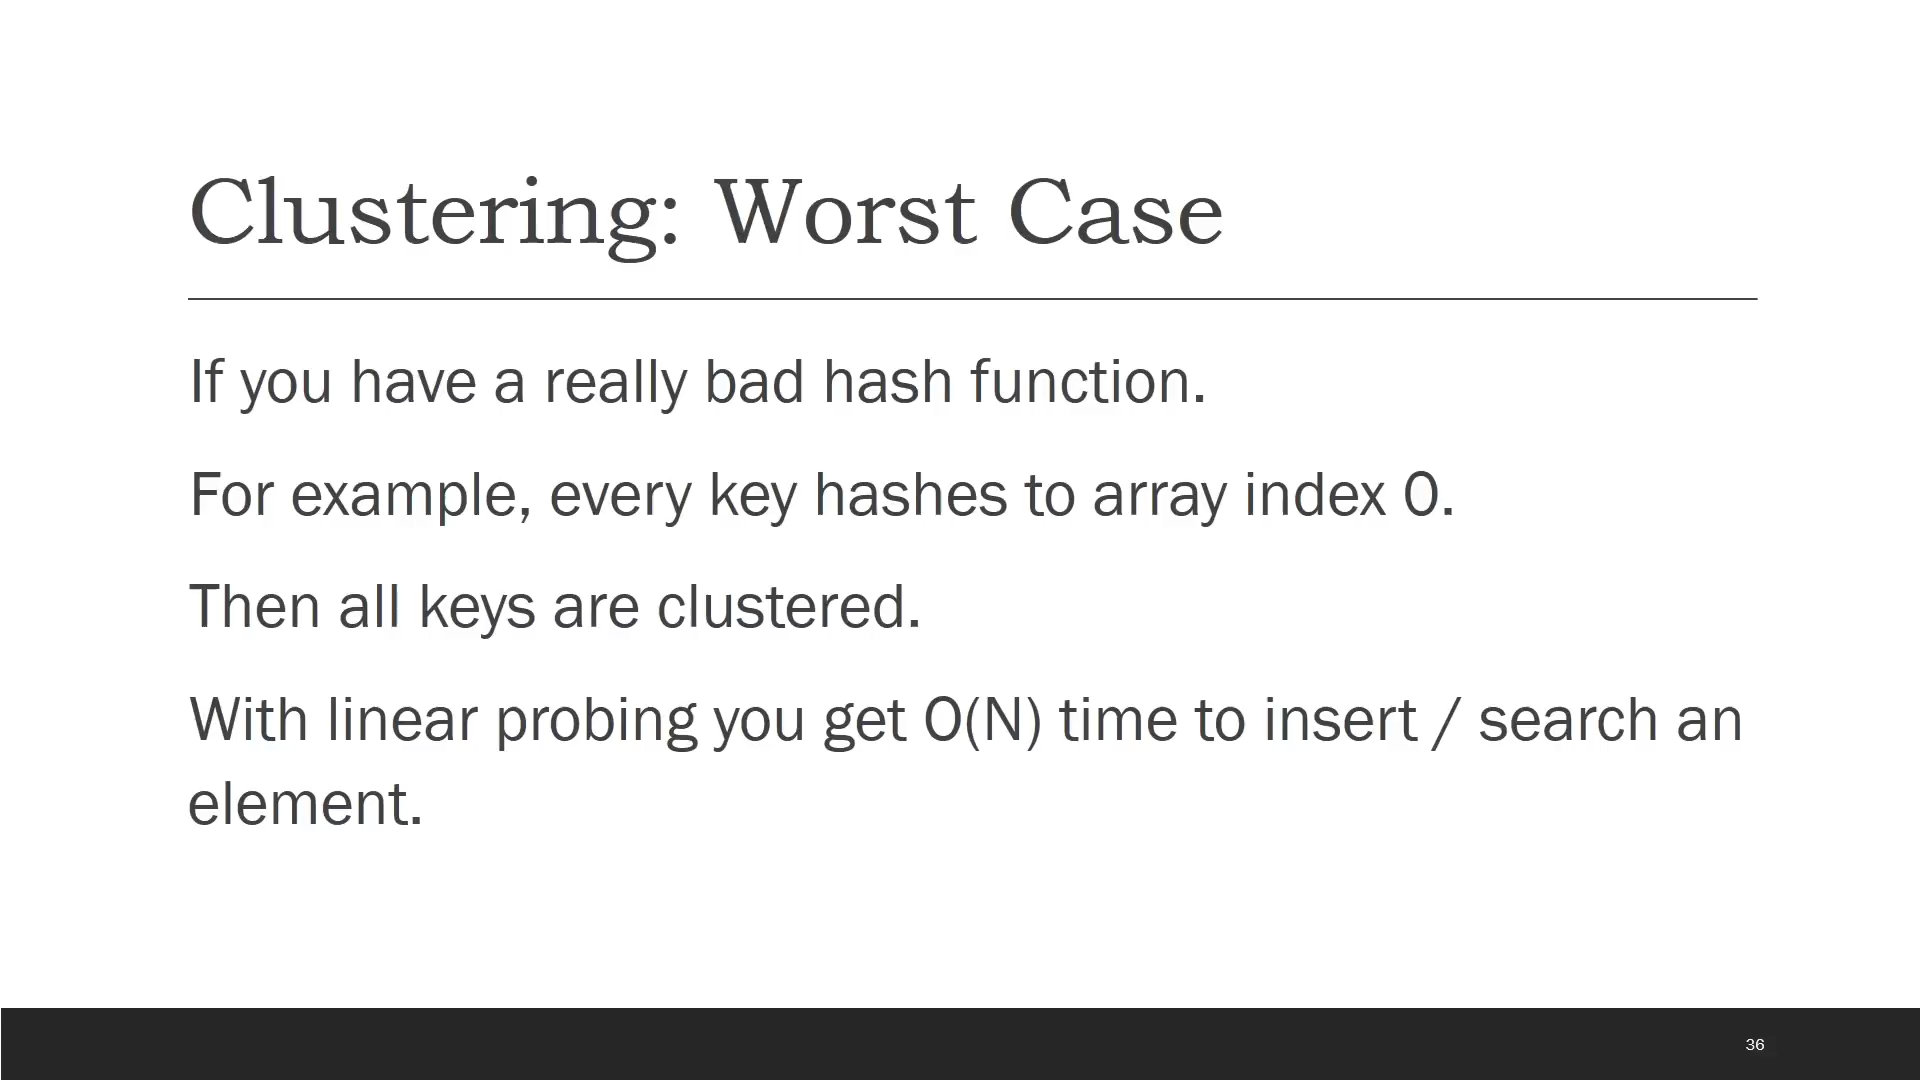 Clustering: Worst Case
If you have a really bad hash function.
For example, every key hashes to array index 0.
Then all keys are clustered.
With linear probing you get O(N) time to insert / search an
element.
36